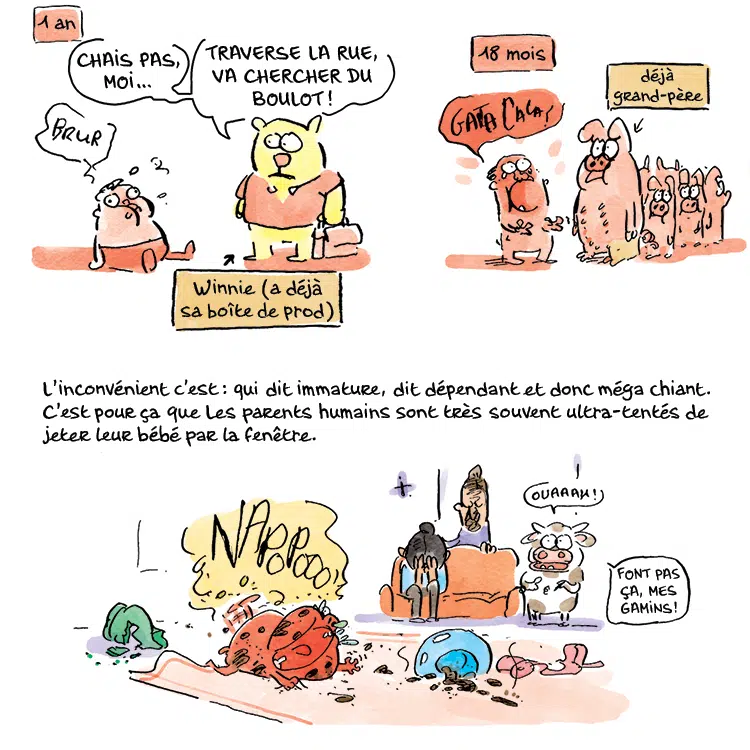 1 an
CHAIS PAS,
MOI...
TRAVERSE LA RUE,
VA CHERCHER DU
BOULOT !
BRUR
Winnie (a déjà
sa boîte de prod)
18 mois
déjà
grand-père
GATA CACA !
L'inconvénient c'est : qui dit immature, dit dépendant et donc méga chiant.
C'est pour ça que les parents humains sont très souvent ultra-tentés de
jeter leur bébé par la fenêtre.
NAPOPOOOO
OUAAAH !
FONT PAS
ÇA, MES
GAMINS !